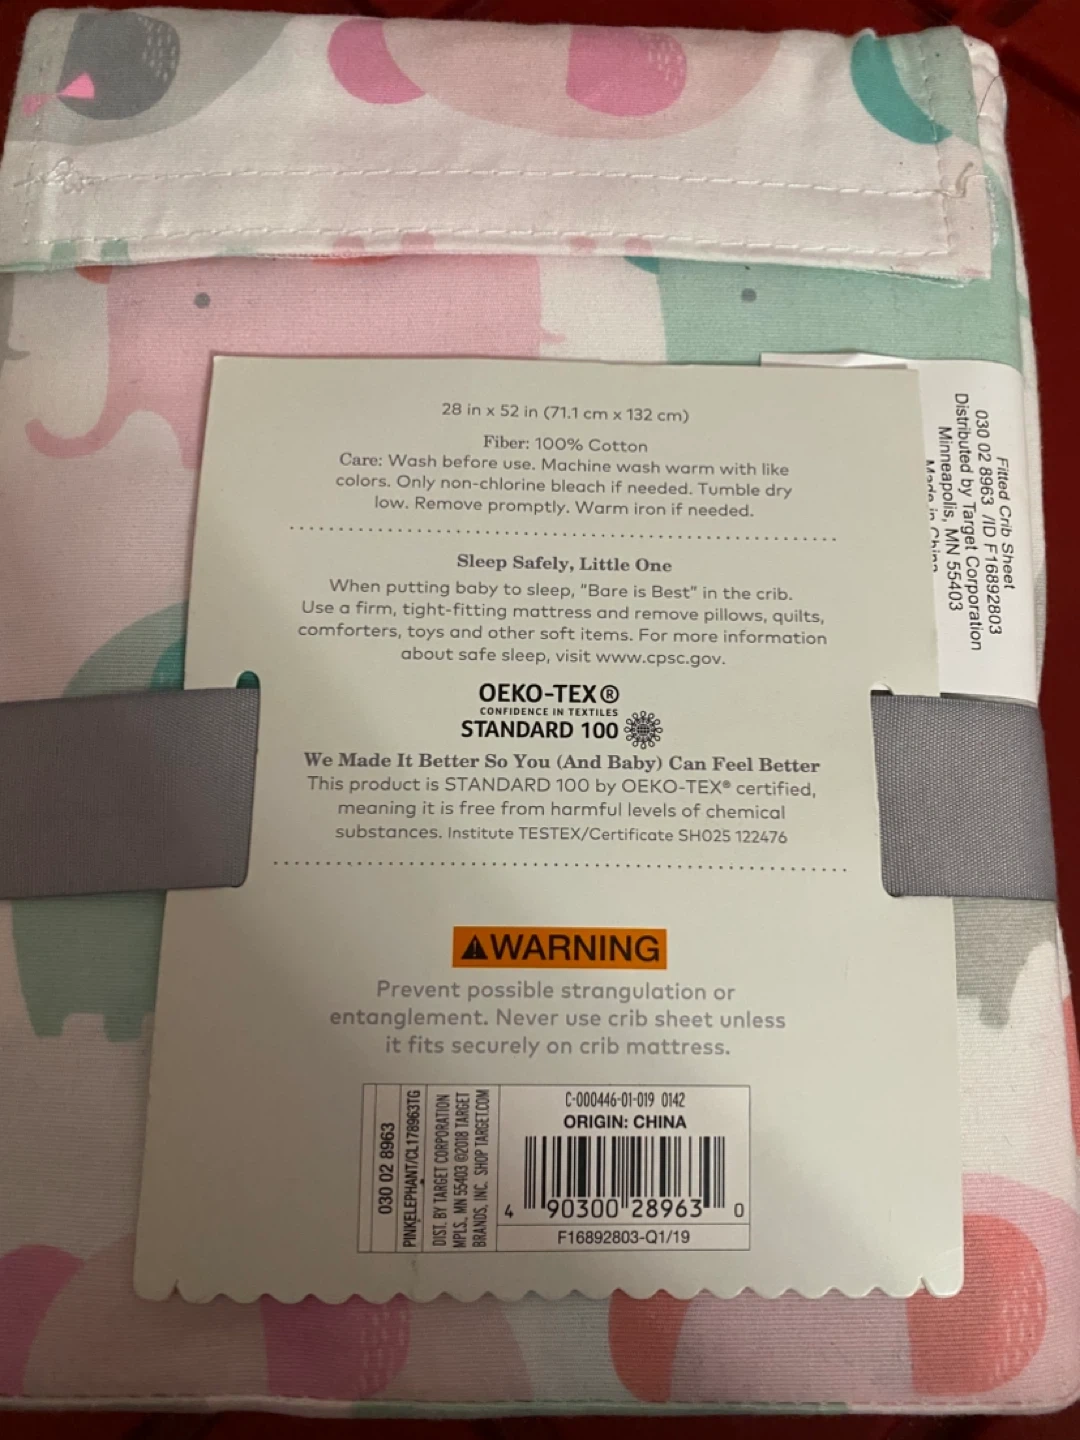 28 in x 52 in (71.1 cm x 132 cm)
Fiber: 100% Cotton
Care: Wash before use. Machine wash warm with like
colors. Only non-chlorine bleach if needed. Tumble dry
low. Remove promptly. Warm iron if needed.
Sleep Safely, Little One
When putting baby to sleep, "Bare is Best" in the crib.
Use a firm, tight-fitting mattress and remove pillows, quilts,
comforters, toys and other soft items. For more information
about safe sleep, visit www.cpsc.gov.
OEKO-TEX®
CONFIDENCE IN TEXTILES
STANDARD 100
We Made It Better So You (And Baby) Can Feel Better
This product is STANDARD 100 by OEKO-TEX® certified,
meaning it is free from harmful levels of chemical
substances. Institute TESTEX/Certificate SH025 122476
WARNING
Prevent possible strangulation or
entanglement. Never use crib sheet unless
it fits securely on crib mattress.
030 02 8963
PINKELEPHANT/CL178963TG
DIST. BY TARGET CORPORATION
MPLS., MN 55403 ©2018 TARGET
BRANDS, INC. SHOP TARGET.COM
C-000446-01-019 0142
ORIGIN: CHINA
4 90300 28963 0
F16892803-Q1/19
Fitted Crib Sheet
030 02 8963 /ID F16892803
Distributed by Target Corporation
Minneapolis, MN 55403
Made in China